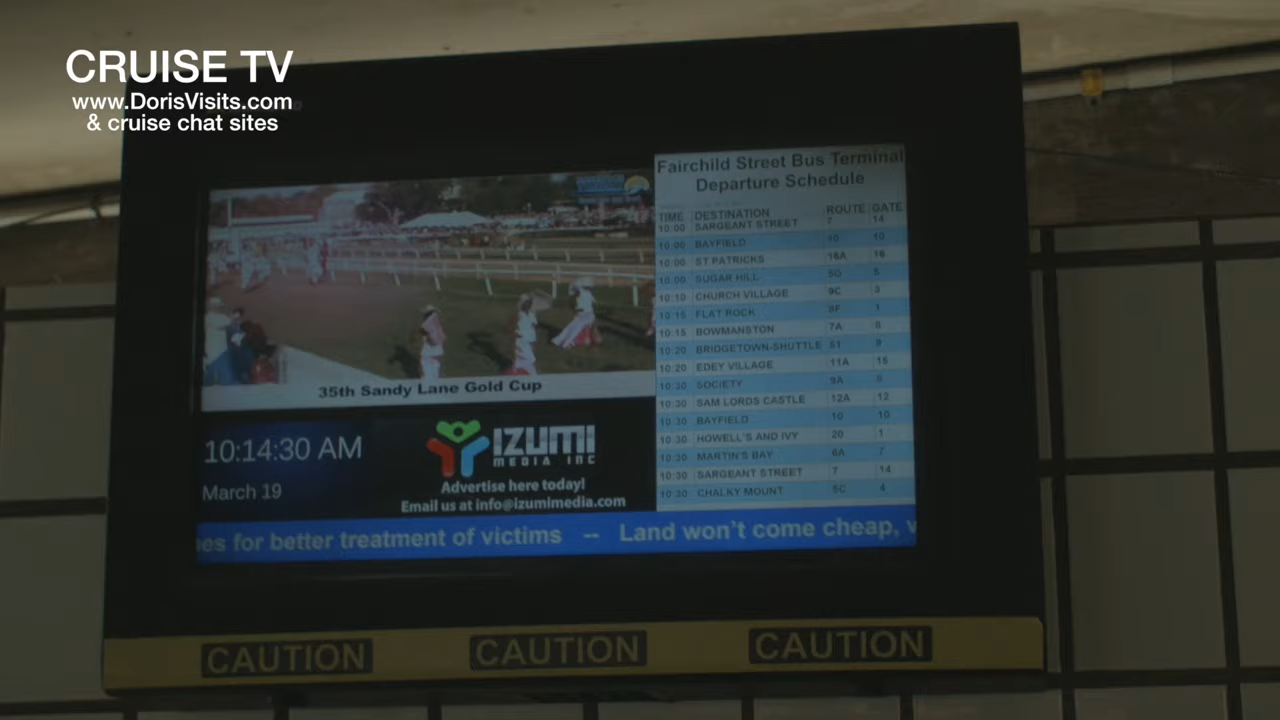 CRUISE TV
www.DorisVisits.com
& cruise chat sites
Fairchild Street Bus Terminal
Departure Schedule
TIME DESTINATION ROUTE GATE
10:00 SARGEANT STREET 7 14
10:00 BAYFIELD 10 10
10:00 ST PATRICKS 16A 16
10:00 SUGAR HILL 5
10:10 CHURCH VILLAGE 9C 3
10:15 FLAT ROCK 1
10:15 BOWMANSTON 7A 8
10:20 BRIDGETOWN-SHUTTLE 51 9
10:20 EDEY VILLAGE 11A 15
10:30 SOCIETY 9A 6
10:30 SAM LORDS CASTLE 12A 12
10:30 BAYFIELD 10 10
10:30 HOWELL'S AND IVY 20 1
10:30 MARTIN'S BAY 6A 7
10:30 SARGEANT STREET 7 14
10:30 CHALKY MOUNT 5C 4
35th Sandy Lane Gold Cup
10:14:30 AM
March 19
IZUMI
MEDIA INC
Advertise here today!
Email us at info@izumimedia.com
es for better treatment of victims -- Land won't come cheap,
CAUTION CAUTION CAUTION